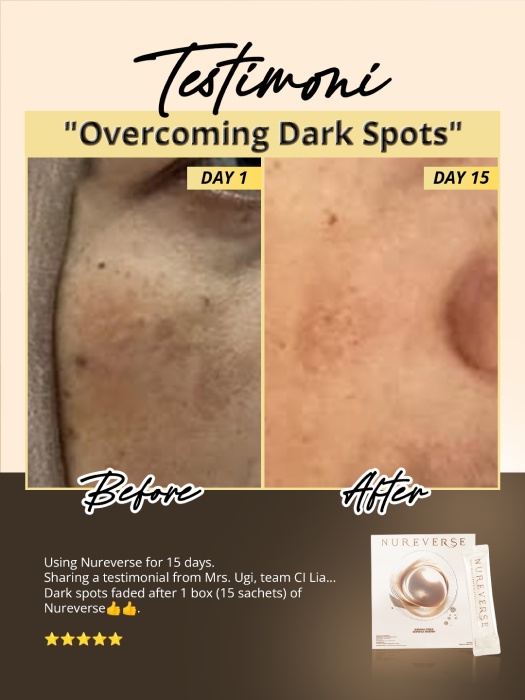 Testimoni
"Overcoming Dark Spots"
DAY 1
DAY 15
Before
After
Using Nureverse for 15 days.
Sharing a testimonial from Mrs. Ugi, team CI Lia...
Dark spots faded after 1 box (15 sachets) of
Nureverse👍👍.
⭐⭐⭐⭐⭐
NUREVERSE
NUREVERSE